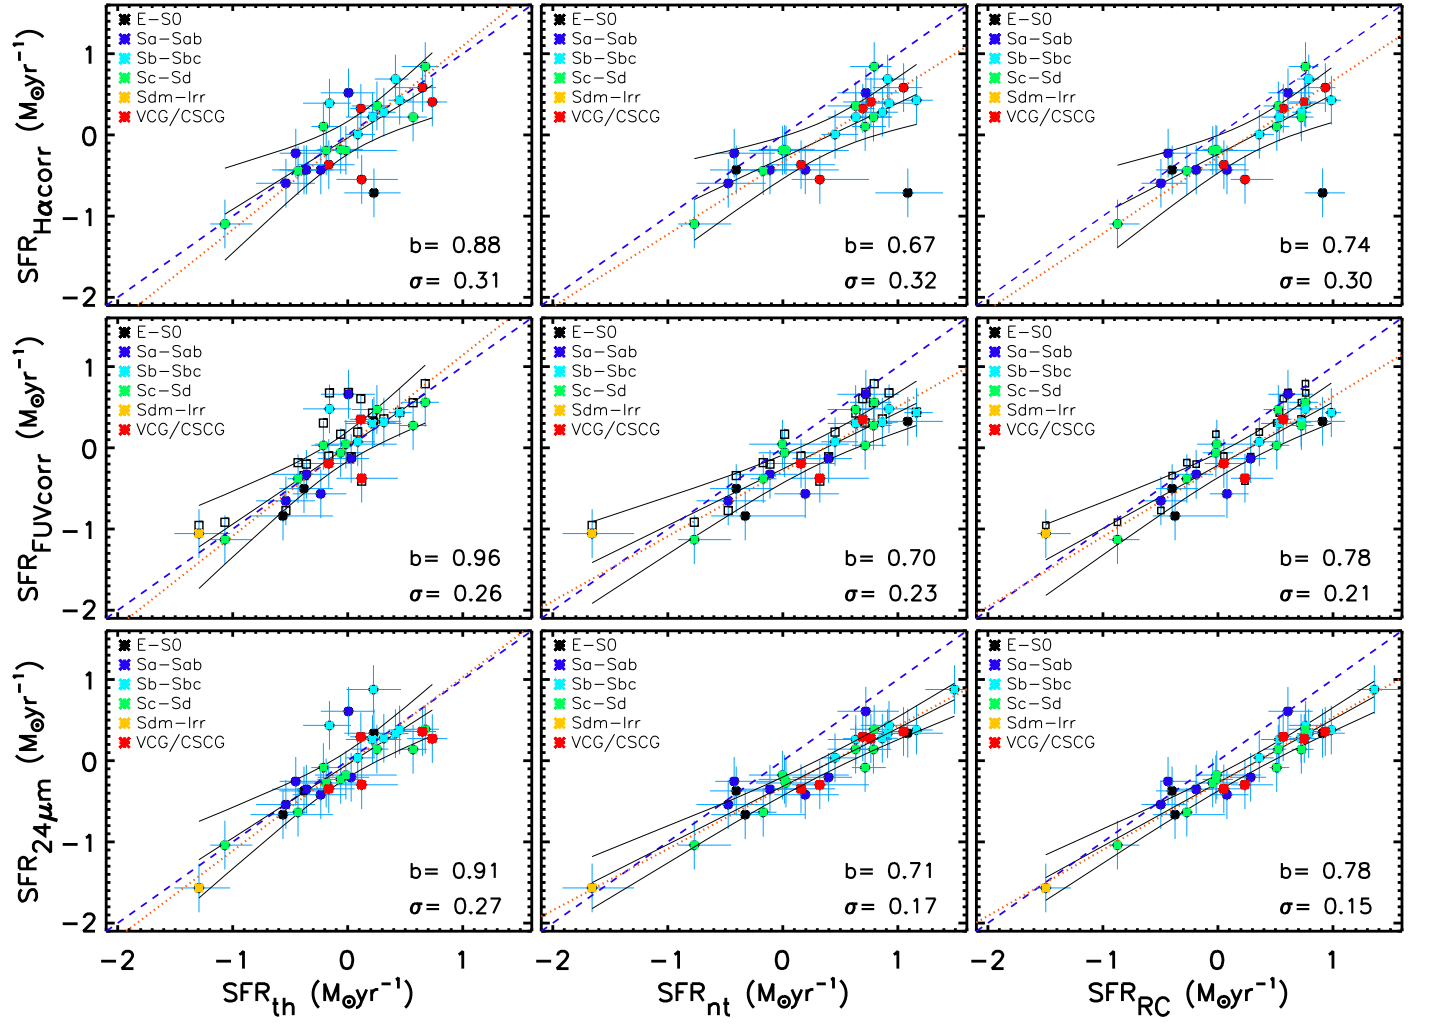 SFRHαcorr (M⊙yr−1)
1
0
−1
−2
E−S0
Sa−Sab
Sb−Sbc
Sc−Sd
Sdm−Irr
VCG/CSCG
b= 0.88
σ= 0.31
E−S0
Sa−Sab
Sb−Sbc
Sc−Sd
Sdm−Irr
VCG/CSCG
b= 0.67
σ= 0.32
E−S0
Sa−Sab
Sb−Sbc
Sc−Sd
Sdm−Irr
VCG/CSCG
b= 0.74
σ= 0.30
SFRFUVcorr (M⊙yr−1)
1
0
−1
−2
E−S0
Sa−Sab
Sb−Sbc
Sc−Sd
Sdm−Irr
VCG/CSCG
b= 0.96
σ= 0.26
E−S0
Sa−Sab
Sb−Sbc
Sc−Sd
Sdm−Irr
VCG/CSCG
b= 0.70
σ= 0.23
E−S0
Sa−Sab
Sb−Sbc
Sc−Sd
Sdm−Irr
VCG/CSCG
b= 0.78
σ= 0.21
SFR24μm (M⊙yr−1)
1
0
−1
−2
E−S0
Sa−Sab
Sb−Sbc
Sc−Sd
Sdm−Irr
VCG/CSCG
b= 0.91
σ= 0.27
E−S0
Sa−Sab
Sb−Sbc
Sc−Sd
Sdm−Irr
VCG/CSCG
b= 0.71
σ= 0.17
E−S0
Sa−Sab
Sb−Sbc
Sc−Sd
Sdm−Irr
VCG/CSCG
b= 0.78
σ= 0.15
−2 −1 0 1
−2 −1 0 1
−2 −1 0 1
SFRth (M⊙yr−1)
SFRnt (M⊙yr−1)
SFRRC (M⊙yr−1)